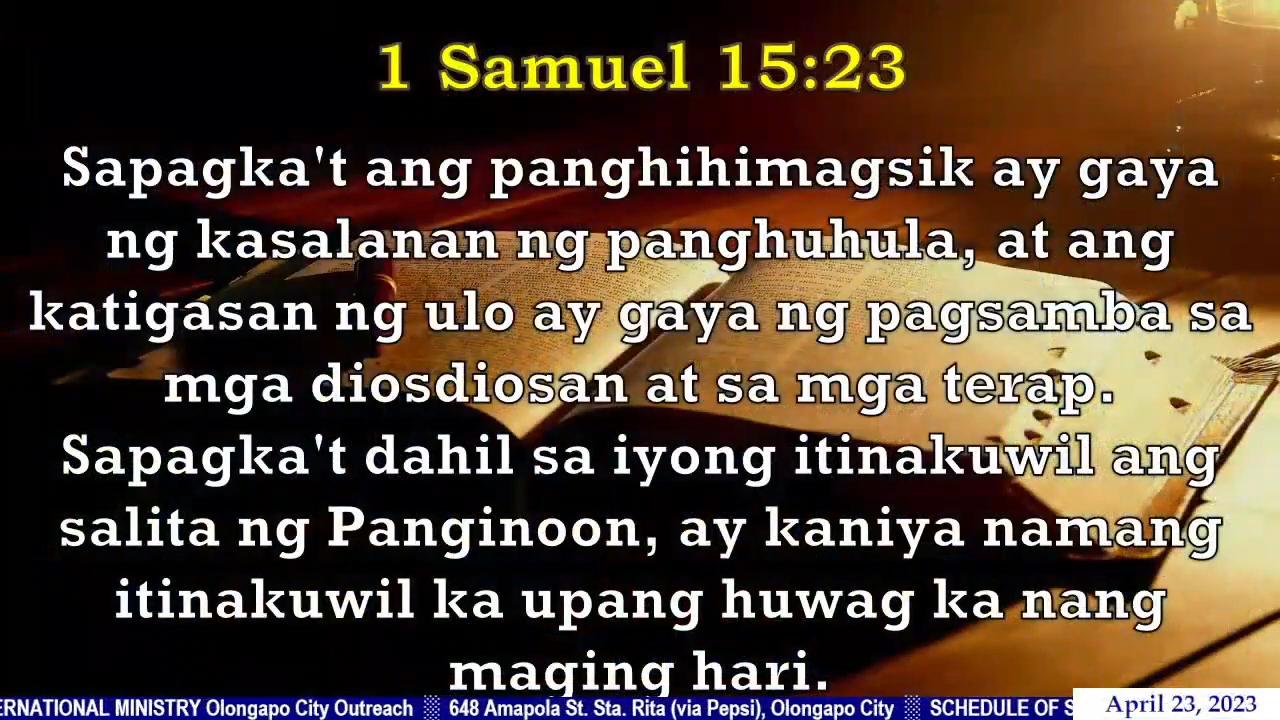 1 Samuel 15:23
Sapagka't ang panghihimagsik ay gaya
ng kasalanan ng panghuhula, at ang
katigasan ng ulo ay gaya ng pagsamba sa
mga diosdiosan at sa mga terap.
Sapagka't dahil sa iyong itinakuwil ang
salita ng Panginoon, ay kaniya namang
itinakuwil ka upang huwag ka nang
maging hari.
ERNATIONAL MINISTRY Olongapo City Outreach ░ 648 Amapola St. Sta. Rita (via Pepsi), Olongapo City ░ SCHEDULE OF S
April 23, 2023